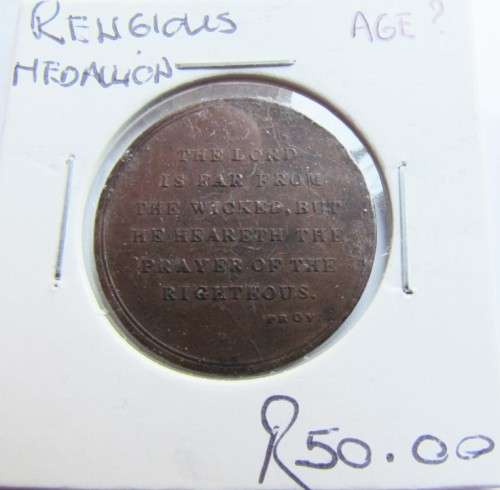 RELIGIOUS
MEDALLION
AGE?
THE LORD
IS FAR FROM
THE WICKED, BUT
HE HEARETH THE
PRAYER OF THE
RIGHTEOUS.
PROV.
R50.00